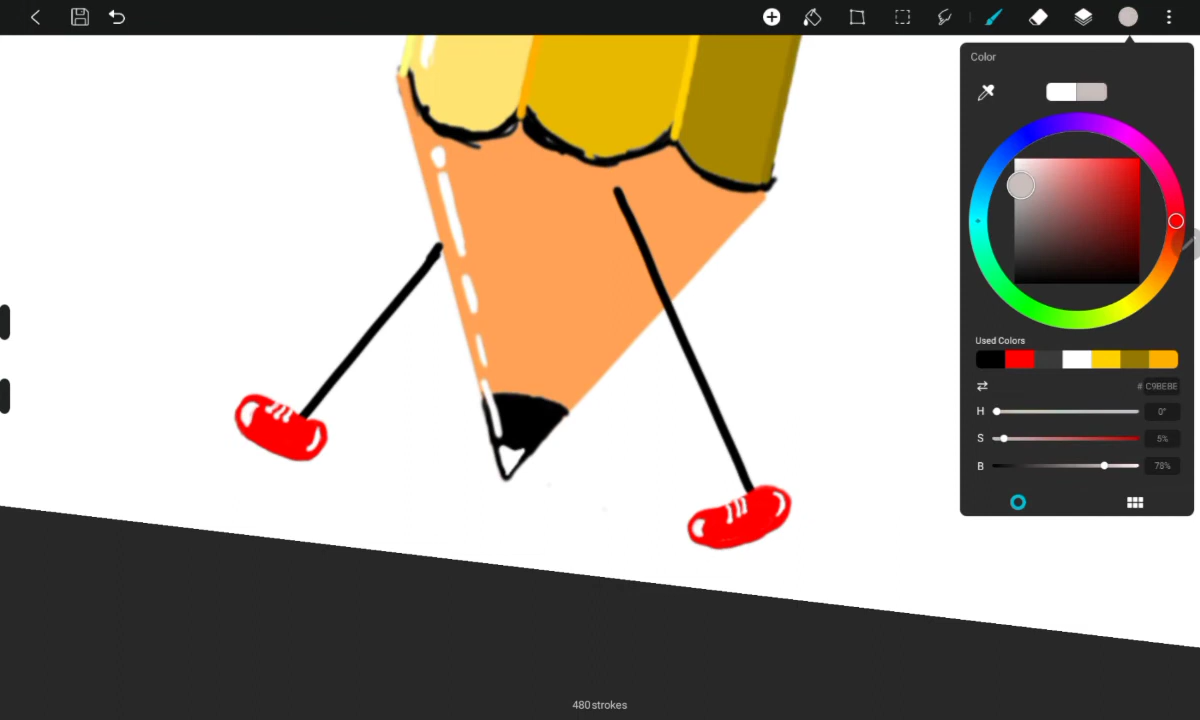 Color
Used Colors
# C9BEBE
H 0°
S 5%
B 78%
480 strokes